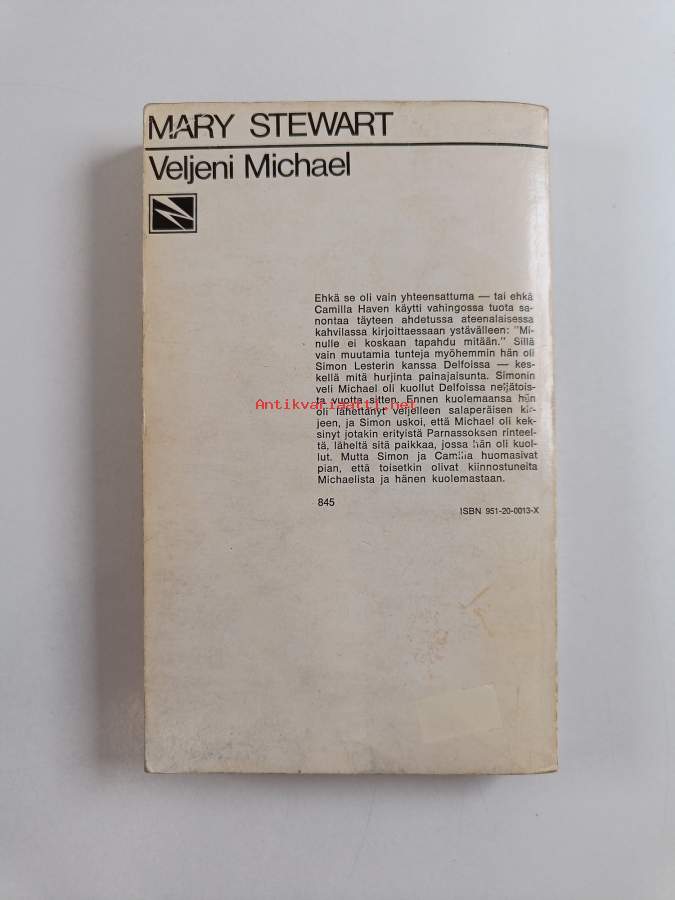 MARY STEWART
Veljeni Michael
Ehkä se oli vain yhteensattuma — tai ehkä
Camilla Haven käytti vahingossa tuota sa-
nontaa täyteen ahdetussa ateenalaisessa
kahvilassa kirjoittaessaan ystävälleen: "Mi-
nulle ei koskaan tapahdu mitään." Sillä
vain muutamia tunteja myöhemmin hän oli
Simon Lesterin kanssa Delfoissa — kes-
kellä mitä hurjinta painajaisunta. Simonin
veli Michael oli kuollut Delfoissa neljätois-
ta vuotta sitten. Ennen kuolemaansa hän
Antikvariaatti.net
oli lähettänyt veljelleen salaperäisen kir-
jeen, ja Simon uskoi, että Michael oli kek-
sinyt jotakin erityistä Parnassoksen rinteel-
tä, läheltä sitä paikkaa, jossa hän oli kuol-
lut. Mutta Simon ja Camilla huomasivat
pian, että toisetkin olivat kiinnostuneita
Michaelista ja hänen kuolemastaan.
845
ISBN 951-20-0013-X